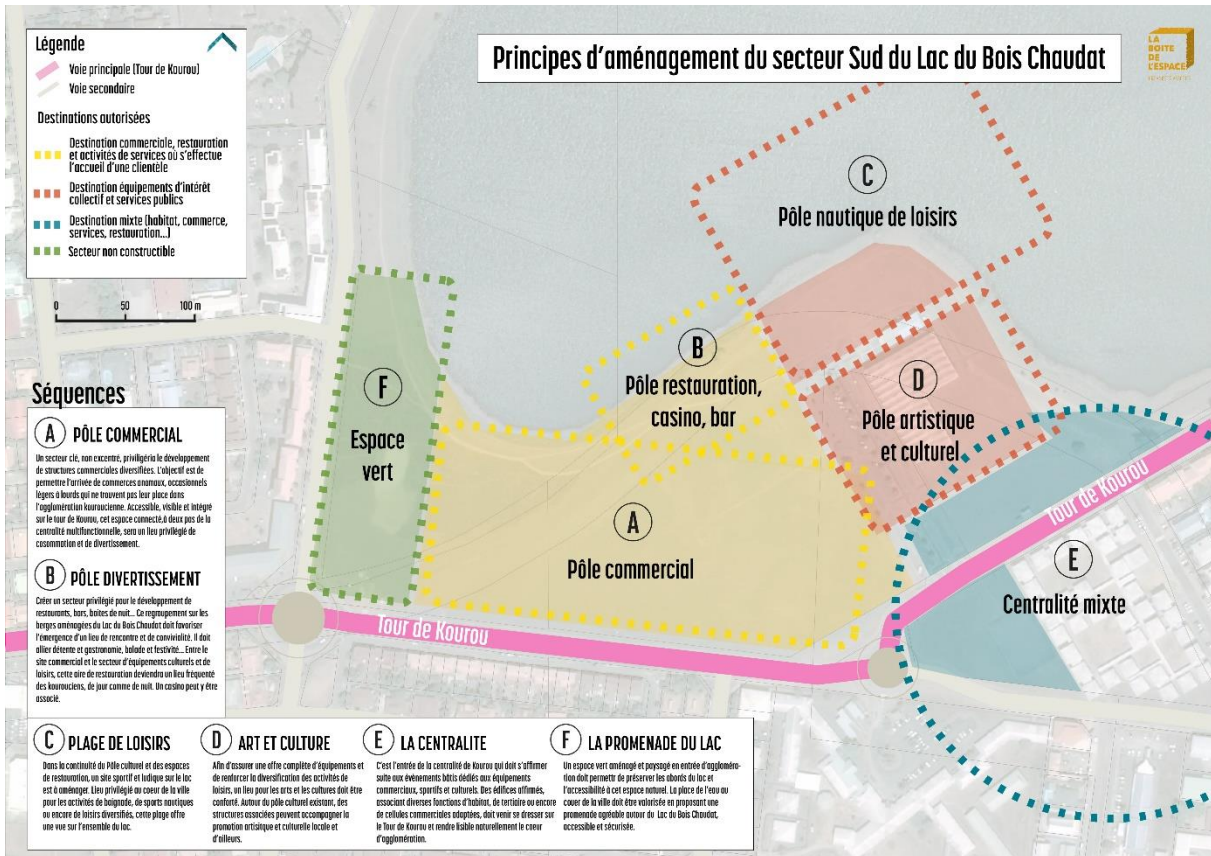 Principes d'aménagement du secteur Sud du Lac du Bois Chaudat
LA
BOITE
DE
L'ESPACE
Légende
Voie principale (Tour de Kourou)
Voie secondaire
Destinations autorisées
Destination commerciale, restauration
et activités de services où s'effectue
l'accueil d'une clientèle
Destination équipements d'intérêt
collectif et services publics
Destination mixte (habitat, commerce,
services, restauration...)
Secteur non constructible
0 50 100 m
C
Pôle nautique de loisirs
B
Pôle restauration,
casino, bar
D
Pôle artistique
et culturel
F
Espace
vert
A
Pôle commercial
E
Centralité mixte
Tour de Kourou
Tour de Kourou
Séquences
A PÔLE COMMERCIAL
Un secteur clé, non excentré, privilégiera le développement
de structures commerciales diversifiées. L'objectif est de
permettre l'arrivée de commerces anomaux, occasionnels
légers à lourds qui ne trouvent pas leur place dans
l'agglomération kouroucienne. Accessible, visible et intégré
sur le tour de Kourou, cet espace connecté,à deux pas de la
centralité multifonctionnelle, sera un lieu privilégié de
cosommation et de divertissement.
B PÔLE DIVERTISSEMENT
Créer un secteur privilégié pour le développement de
restaurants, bars, boites de nuit... Ce regroupement sur les
berges aménagées du Lac du Bois Chaudat doit favoriser
l'émergence d'un lieu de rencontre et de convivialité. Il doit
allier détente et gastronomie, balade et festivité... Entre le
site commercial et le secteur d'équipements culturels et de
loisirs, cette aire de restauration deviendra un lieu fréquenté
des kourouciens, de jour comme de nuit. Un casino peut y être
associé.
C PLAGE DE LOISIRS
Dans la continuité du Pôle culturel et des espaces
de restauration, un site sportif et ludique sur le lac
est à aménager. Lieu privilégié au coeur de la ville
pour les activités de baignade, de sports nautiques
ou encore de loisirs diversifiés, cette plage offre
une vue sur l'ensemble du lac.
D ART ET CULTURE
Afin d'assurer une offre complète d'équipements et
de renforcer la diversification des activités de
loisirs, un lieu pour les arts et les cultures doit être
conforté. Autour du pôle culturel existant, des
structures associées peuvent accompagner la
promotion artisitque et culturelle locale et
d'ailleurs.
E LA CENTRALITE
C'est l'entrée de la centralité de Kourou qui doit s'affirmer
suite aux évènements bâtis dédiés aux équipements
commerciaux, sportifs et culturels. Des édifices affirmés,
associant diverses fonctions d'habitat, de tertiaire ou encore
de cellules commerciales adaptées, doit venir se dresser sur
le Tour de Kourou et rendre lisible naturellement le coeur
d'agglomération.
F LA PROMENADE DU LAC
Un espace vert aménagé et paysagé en entrée d'aggloméra-
tion doit permettre de préserver les abords du lac et
l'accessibilité à cet espace naturel. La place de l'eau au
couer de la ville doit être valorisée en proposant une
promenade agréable autour du Lac du Bois Chaudat,
accessible et sécurisée.